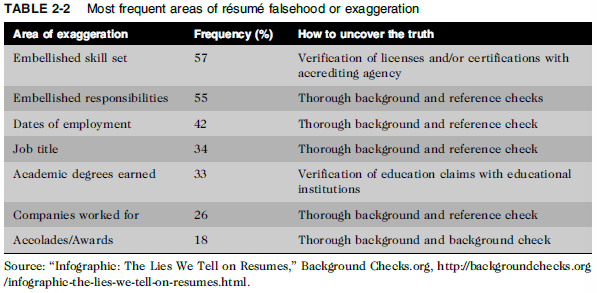 TABLE 2-2 Most frequent areas of résumé falsehood or exaggeration
Area of exaggeration Frequency (%) How to uncover the truth
Embellished skill set 57 Verification of licenses and/or certifications with
accrediting agency
Embellished responsibilities 55 Thorough background and reference checks
Dates of employment 42 Thorough background and reference check
Job title 34 Thorough background and reference check
Academic degrees earned 33 Verification of education claims with educational
institutions
Companies worked for 26 Thorough background and reference check
Accolades/Awards 18 Thorough background and background check
Source: “Infographic: The Lies We Tell on Resumes,” Background Checks.org, http://backgroundchecks.org
/infographic-the-lies-we-tell-on-resumes.html.